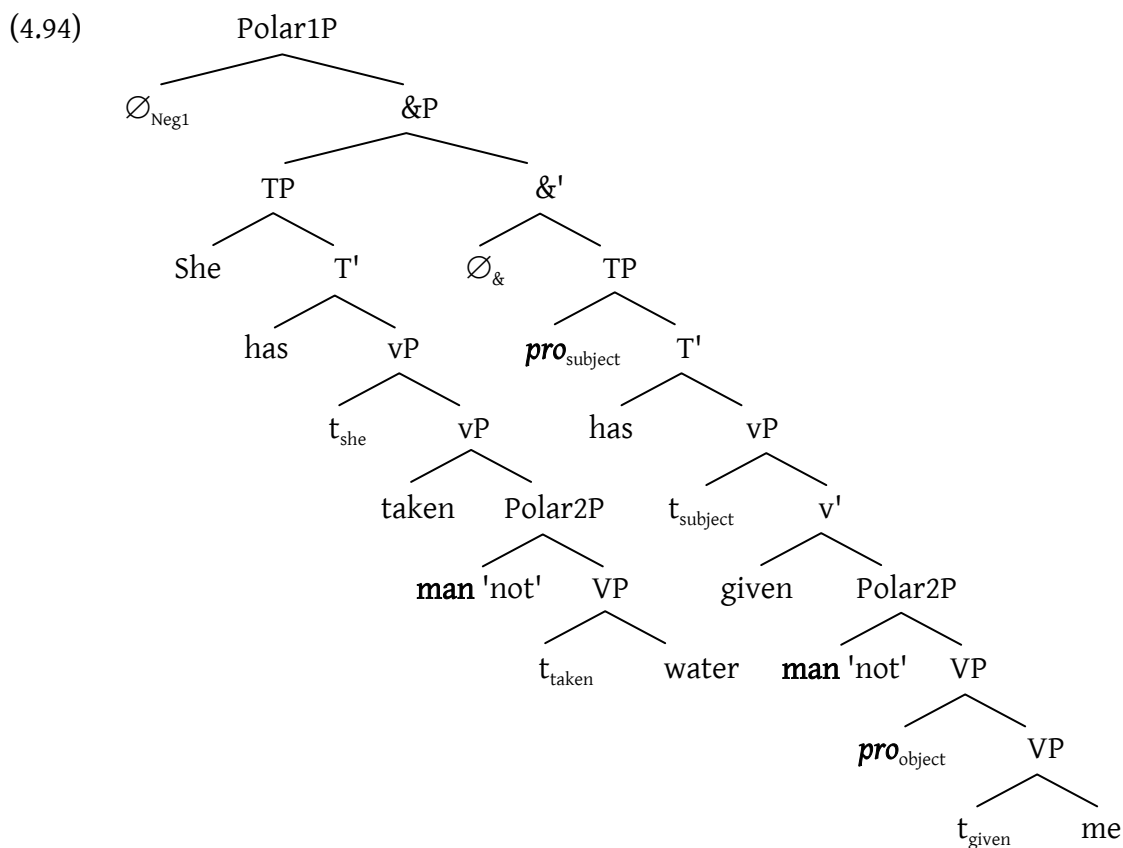 (4.94) Polar1P
∅Neg1 &P
TP &'
She T' ∅& TP
has vP prosubject T'
tshe vP has vP
taken Polar2P tsubject v'
man 'not' VP given Polar2P
ttaken water man 'not' VP
proobject VP
tgiven me